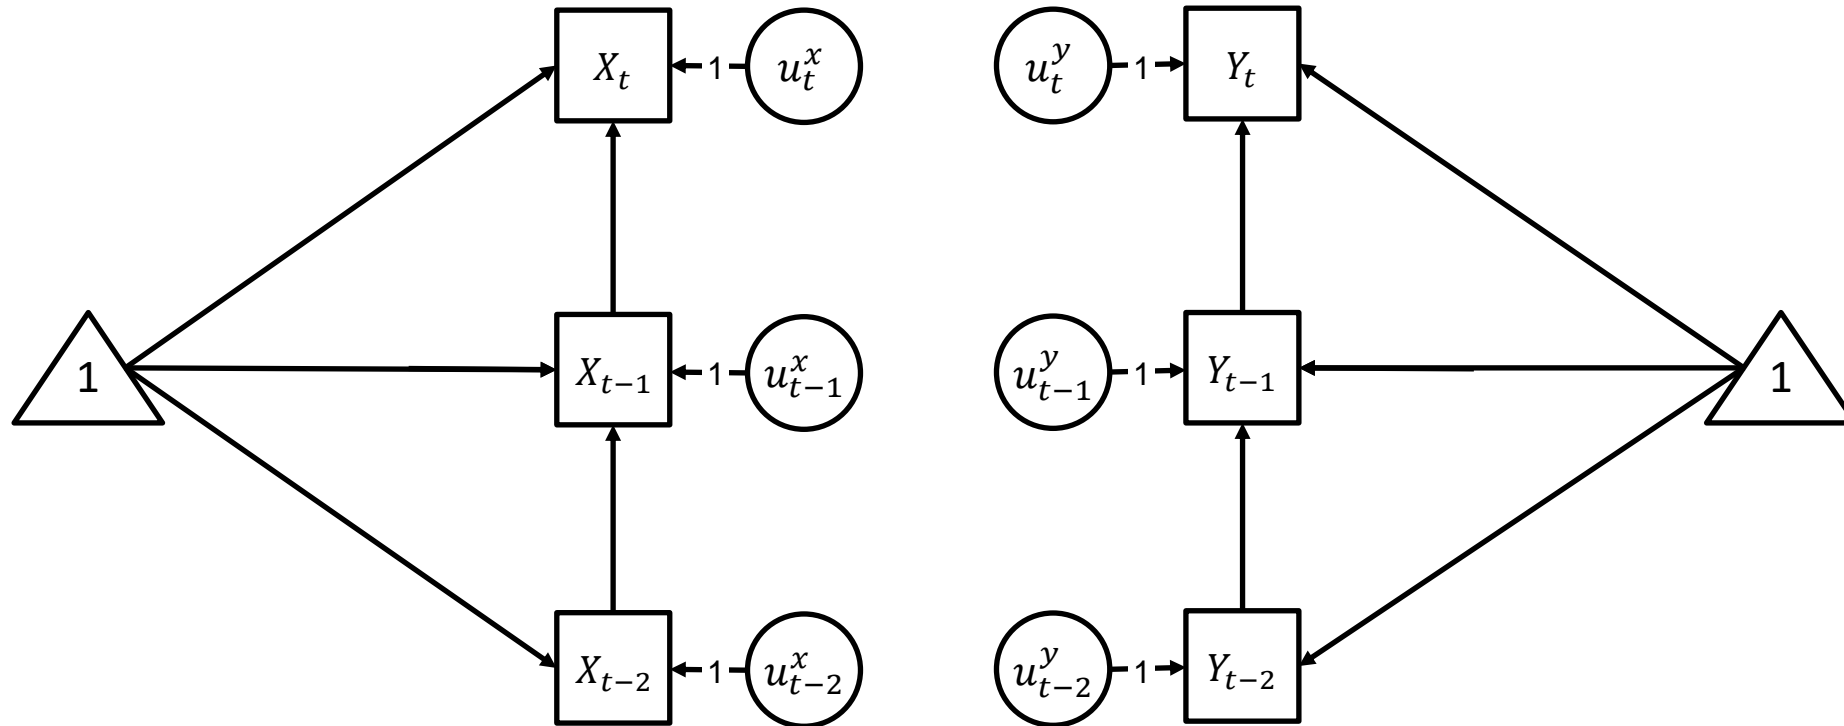 X_t 1 u_t^x u_t^y 1 Y_t
1 X_{t-1} 1 u_{t-1}^x u_{t-1}^y 1 Y_{t-1} 1
X_{t-2} 1 u_{t-2}^x u_{t-2}^y 1 Y_{t-2}